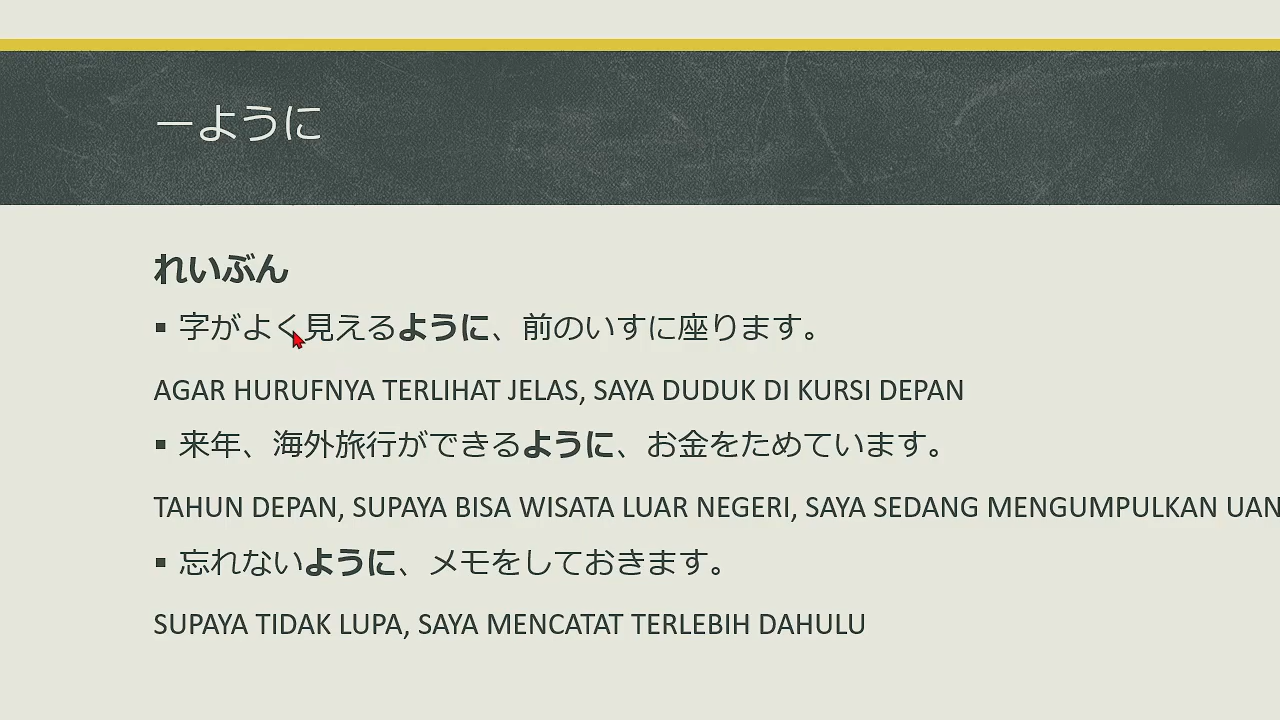 ーように
れいぶん
▪ 字がよく見えるように、前のいすに座ります。
AGAR HURUFNYA TERLIHAT JELAS, SAYA DUDUK DI KURSI DEPAN
▪ 来年、海外旅行ができるように、お金をためています。
TAHUN DEPAN, SUPAYA BISA WISATA LUAR NEGERI, SAYA SEDANG MENGUMPULKAN UAN
▪ 忘れないように、メモをしておきます。
SUPAYA TIDAK LUPA, SAYA MENCATAT TERLEBIH DAHULU